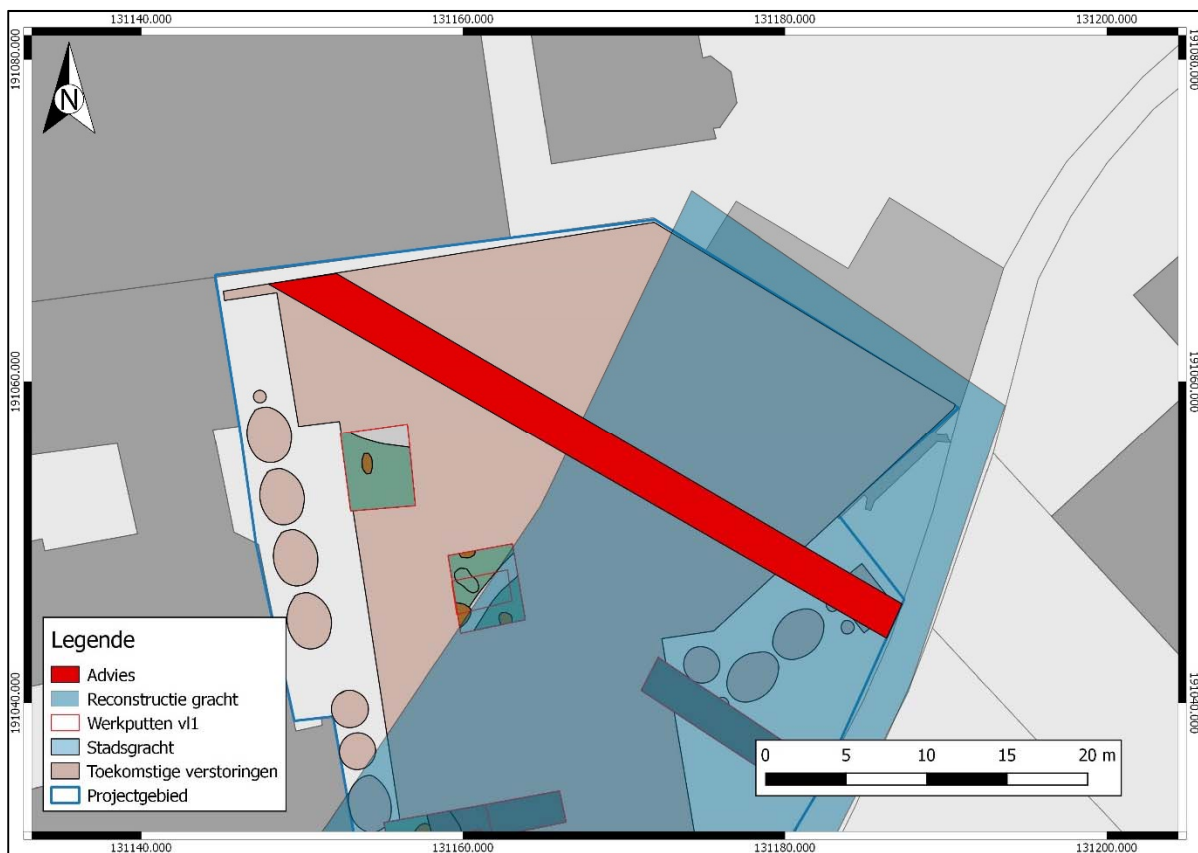 131140.000 131160.000 131180.000 131200.000
191080.000 191080.000
N
191060.000 191060.000
191040.000 191040.000
Legende
Advies
Reconstructie gracht
Werkputten vl1
Stadsgracht
Toekomstige verstoringen
Projectgebied
0 5 10 15 20 m
131140.000 131160.000 131180.000 131200.000